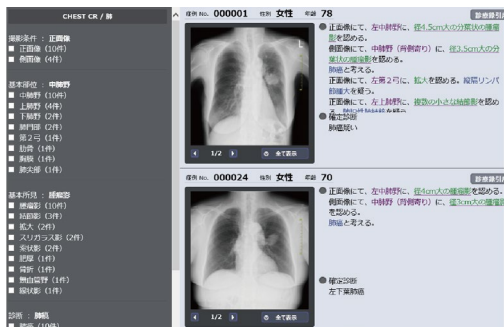 CHEST CR / 肺
撮影条件 : 正面像
正面像 (10件)
側面像 (4件)
基本部位 : 中肺野
中肺野 (10件)
上肺野 (4件)
下肺野 (2件)
肺門部 (2件)
第2弓 (1件)
肋骨 (1件)
胸膜 (1件)
肺尖部 (1件)
基本所見 : 腫瘤影
腫瘤影 (10件)
結節影 (3件)
拡大 (2件)
スリガラス影 (2件)
索状影 (2件)
肥厚 (1件)
骨折 (1件)
無血管野 (1件)
線状影 (1件)
診断 : 肺癌
肺癌 (10件)
症例 No. 000001 性別 女性 年齢 78
診療録引用
正面像にて、左中肺野に、径4.5cm大の分葉状の腫瘤
影を認める。
側面像にて、中肺野（背側寄り）に、径3.5cm大の分
葉状の腫瘤影を認める。
肺癌と考える。
正面像にて、左第2弓に、拡大を認める。縦隔リンパ
節腫大を疑う。
正面像にて、左上肺野に、複数の小さな結節影を認め
確定診断
肺癌疑い
1/2 全て表示
症例 No. 000024 性別 女性 年齢 70
正面像にて、左中肺野に、径4cm大の腫瘤影を認める。
側面像にて、中肺野（背側寄り）に、径3cm大の腫瘤影
を認める。
肺癌と考える。
確定診断
左下葉肺癌
1/2 全て表示